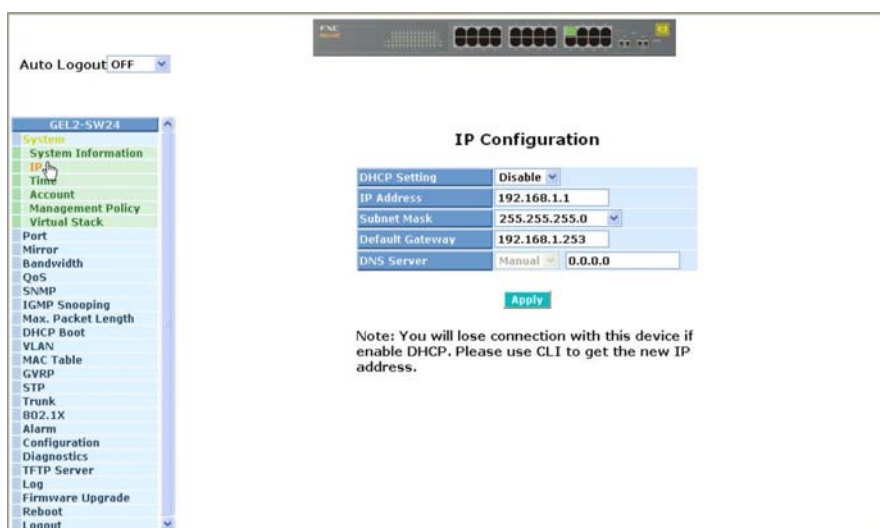 FNC
Auto Logout OFF
GEL2-SW24
System
System Information
IP
Time
Account
Management Policy
Virtual Stack
Port
Mirror
Bandwidth
QoS
SNMP
IGMP Snooping
Max. Packet Length
DHCP Boot
VLAN
MAC Table
GVRP
STP
Trunk
802.1X
Alarm
Configuration
Diagnostics
TFTP Server
Log
Firmware Upgrade
Reboot
Logout
IP Configuration
DHCP Setting Disable
IP Address 192.168.1.1
Subnet Mask 255.255.255.0
Default Gateway 192.168.1.253
DNS Server Manual 0.0.0.0
Apply
Note: You will lose connection with this device if
enable DHCP. Please use CLI to get the new IP
address.